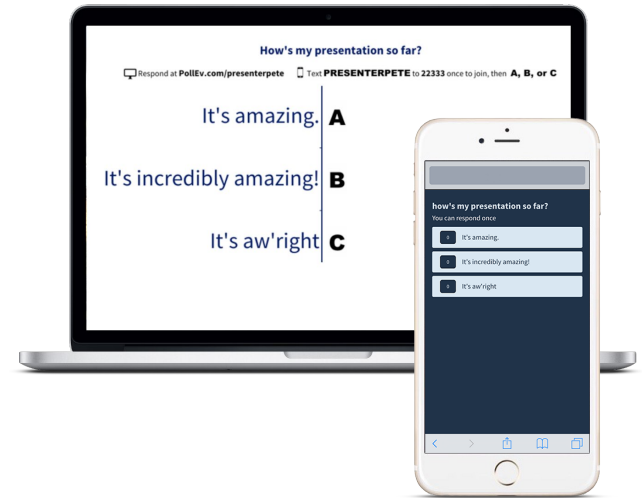 How's my presentation so far?
Respond at PollEv.com/presenterpete Text PRESENTERPETE to 22333 once to join, then A, B, or C
It's amazing. A
It's incredibly amazing! B
It's aw'right C
how's my presentation so far?
You can respond once
It's amazing.
It's incredibly amazing!
It's aw'right